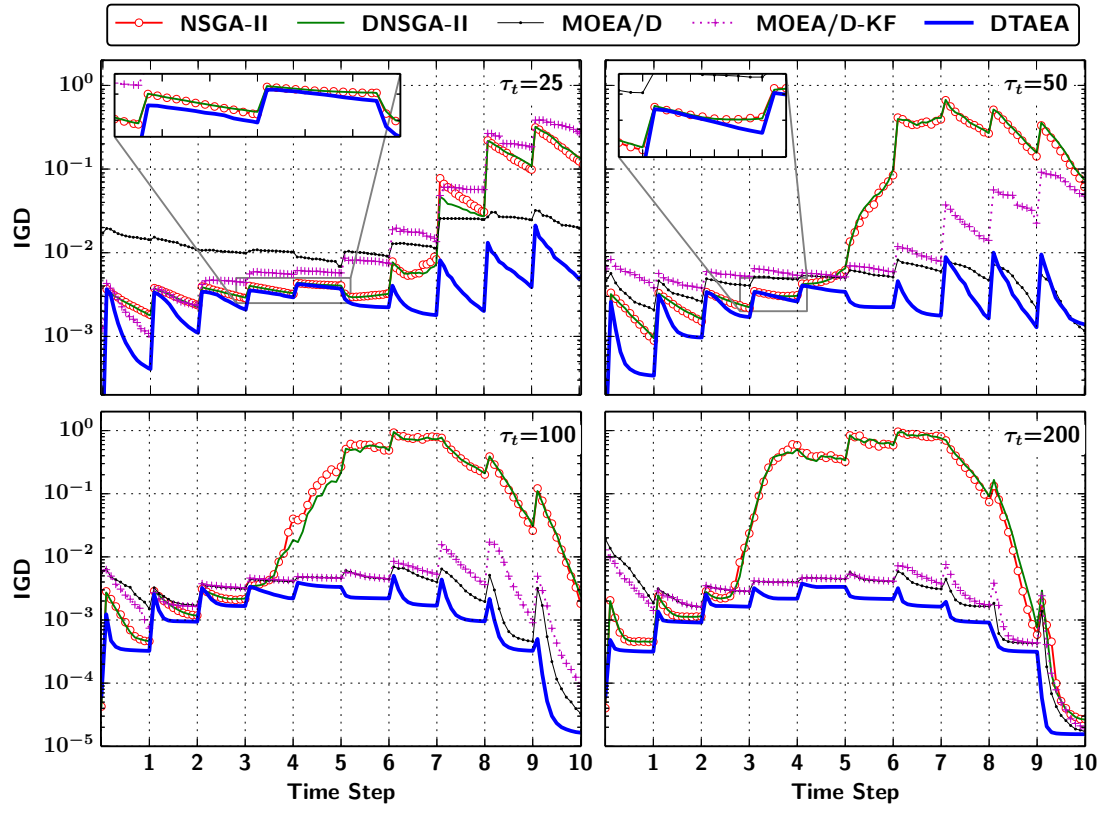 NSGA-II DNSGA-II MOEA/D MOEA/D-KF DTAEA
τt=25
10^0
10^-1
10^-2
10^-3
IGD
τt=50
τt=100
10^0
10^-1
10^-2
10^-3
10^-4
10^-5
IGD
1 2 3 4 5 6 7 8 9 10
Time Step
τt=200
1 2 3 4 5 6 7 8 9 10
Time Step